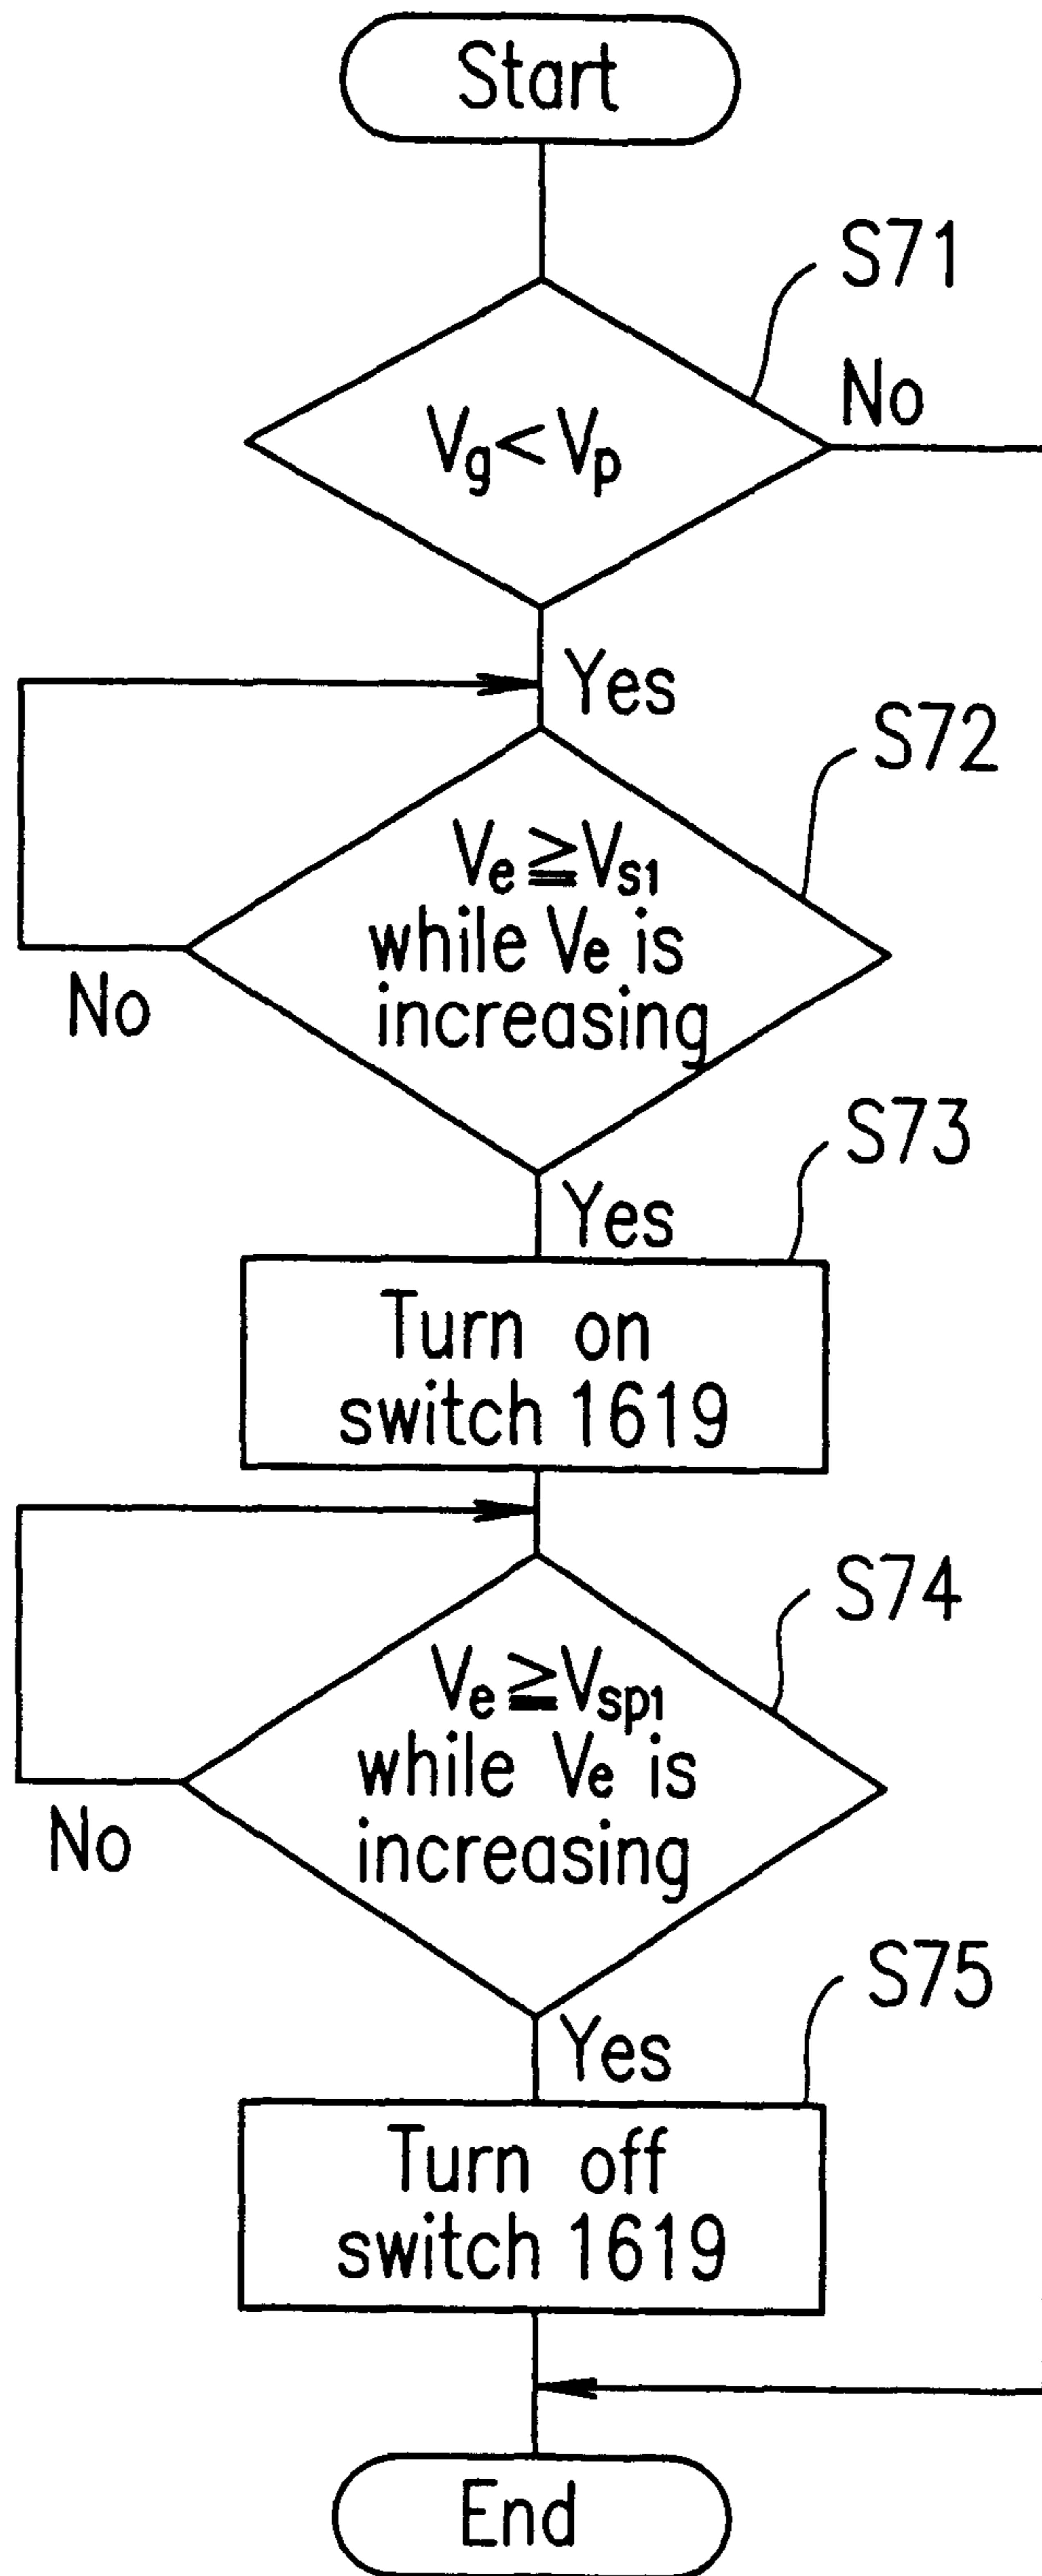 Start
S71
No
Vg<Vp
Yes
S72
Ve≧Vs1
while Ve is
increasing
No
S73
Yes
Turn on
switch 1619
S74
Ve≧Vsp1
while Ve is
increasing
No
S75
Yes
Turn off
switch 1619
End